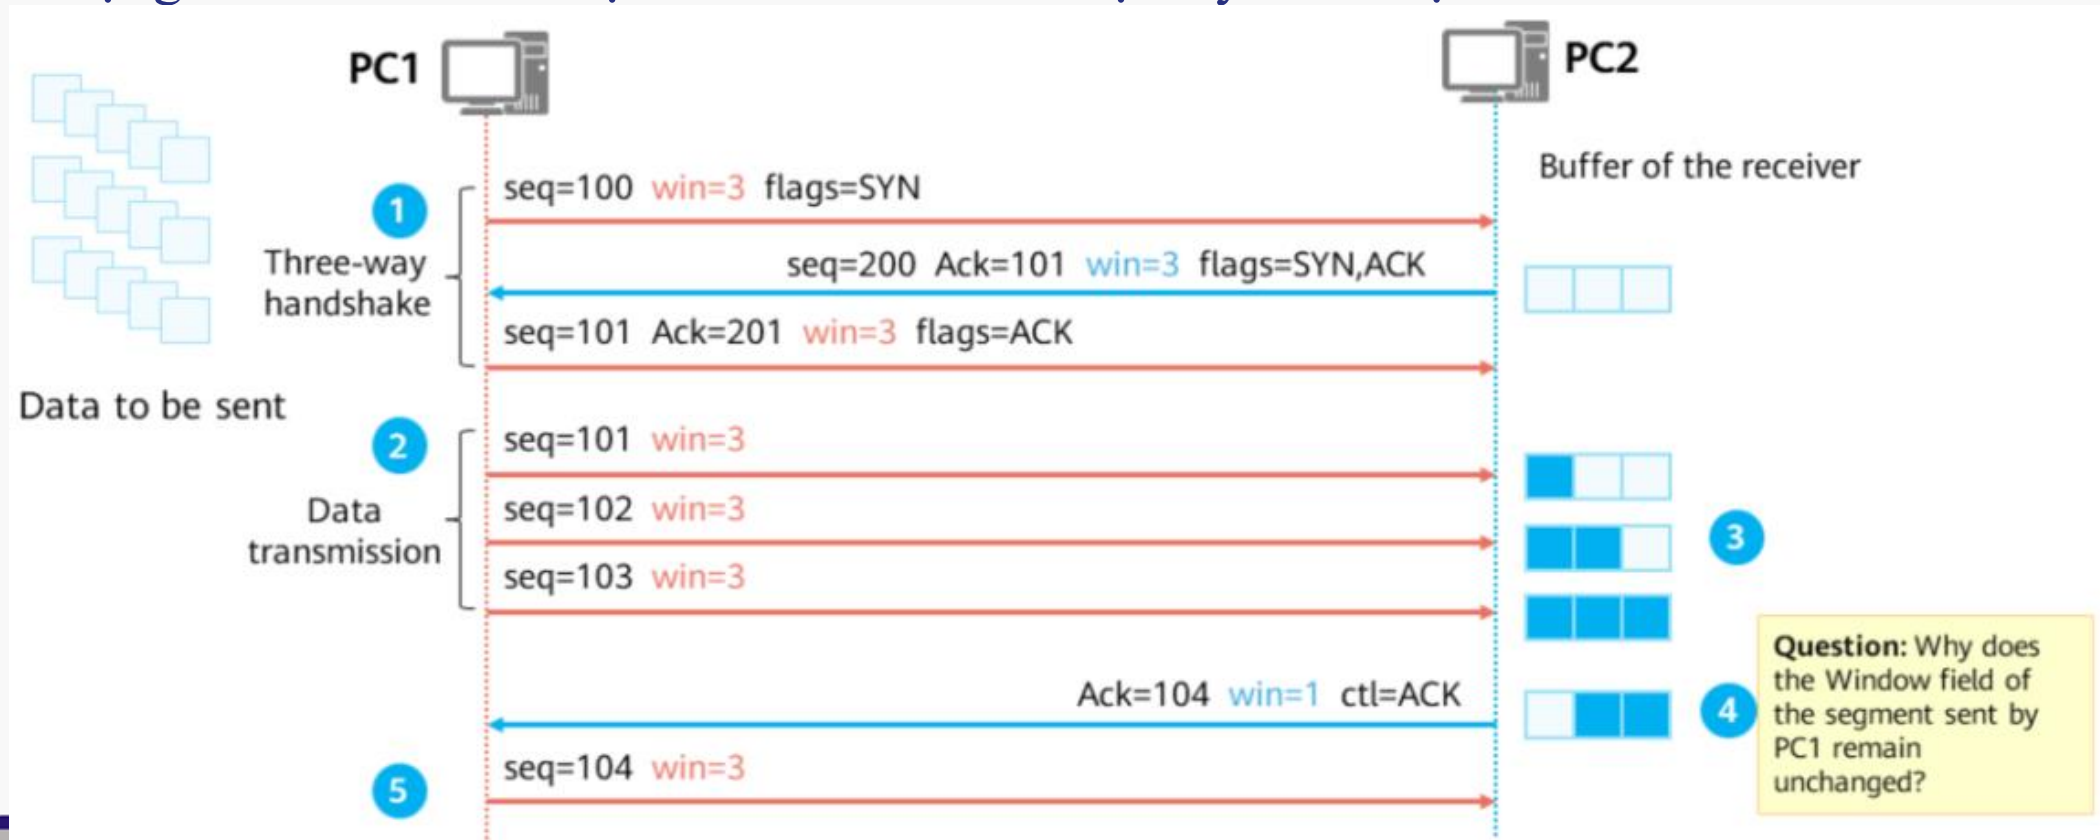 PC1
PC2
Buffer of the receiver
1
seq=100 win=3 flags=SYN
Three-way
handshake
seq=200 Ack=101 win=3 flags=SYN,ACK
seq=101 Ack=201 win=3 flags=ACK
Data to be sent
2
seq=101 win=3
Data
transmission
seq=102 win=3
3
seq=103 win=3
Ack=104 win=1 ctl=ACK
4
Question: Why does
the Window field of
the segment sent by
PC1 remain
unchanged?
5
seq=104 win=3